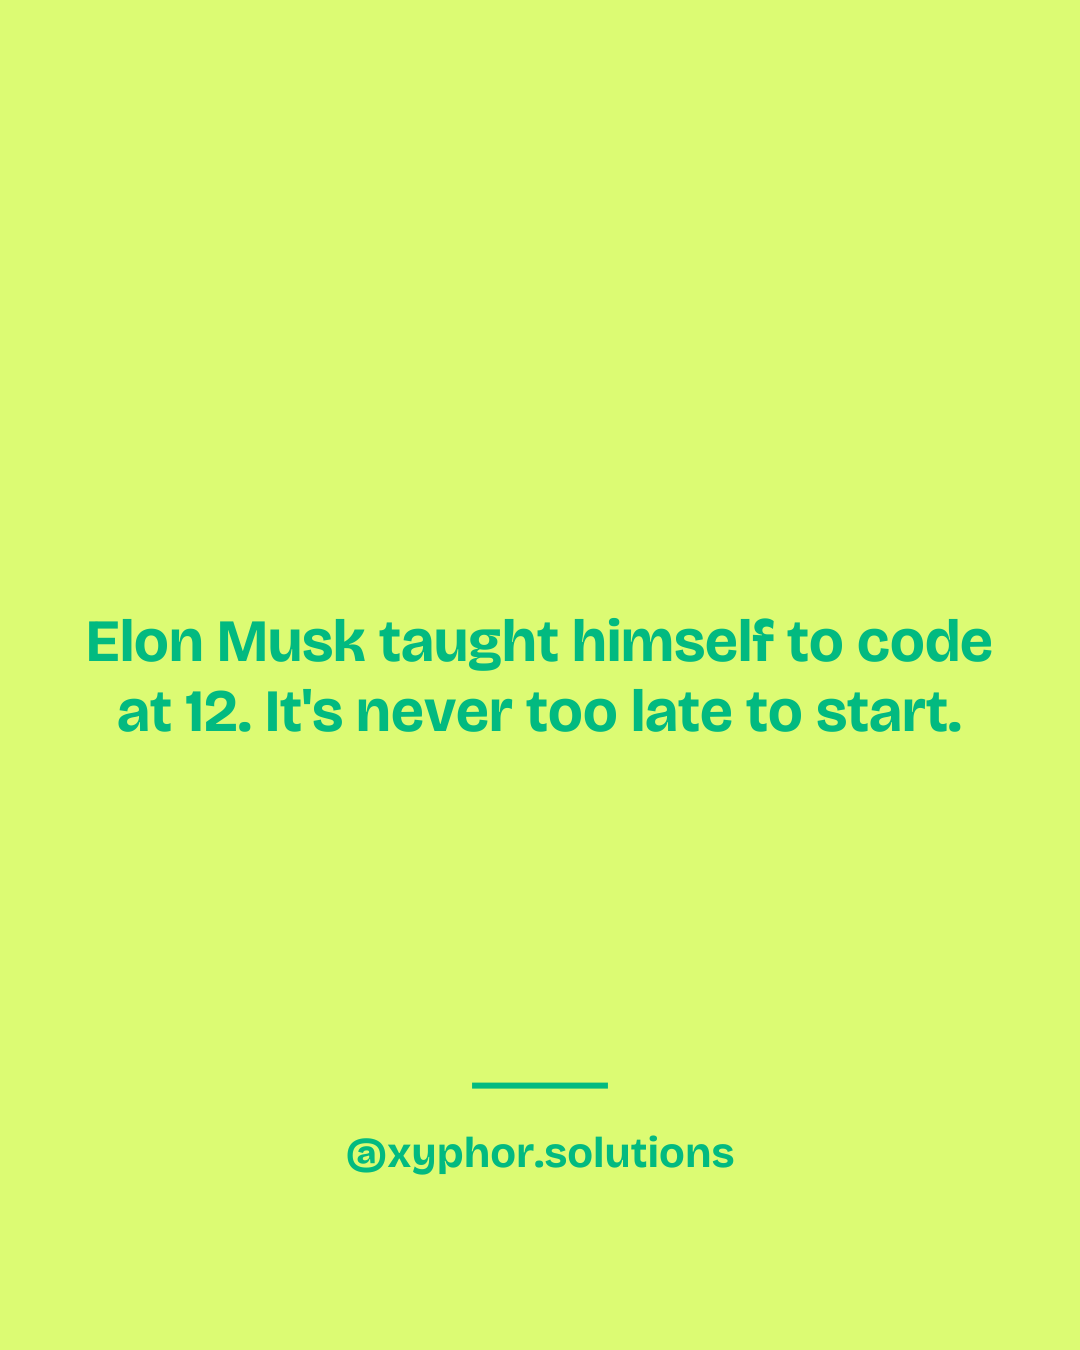 Elon Musk taught himself to code
at 12. It's never too late to start.
@xyphor.solutions